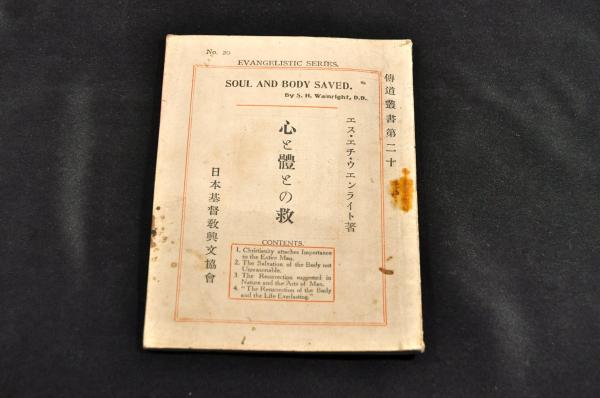 No. 20
EVANGELISTIC SERIES.
SOUL AND BODY SAVED.
By S. H. Wainright, D.D.
傳道叢書第二十
エス・エチ・ウエンライト著
心と體との救
日本基督敎興文協會
CONTENTS.
1. Christianity attaches Importance
to the Entire Man.
2. The Salvation of the Body not
Unreasonable.
3. The Resurrection suggested in
Nature and the Arts of Man.
4. "The Resurrection of the Body
and the Life Everlasting."